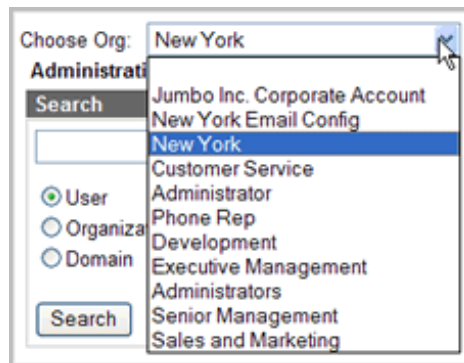 Choose Org: New York
Administrati
Search
Jumbo Inc. Corporate Account
New York Email Config
New York
Customer Service
Administrator
Phone Rep
Development
Executive Management
Administrators
Senior Management
Sales and Marketing
User
Organiza
Domain
Search